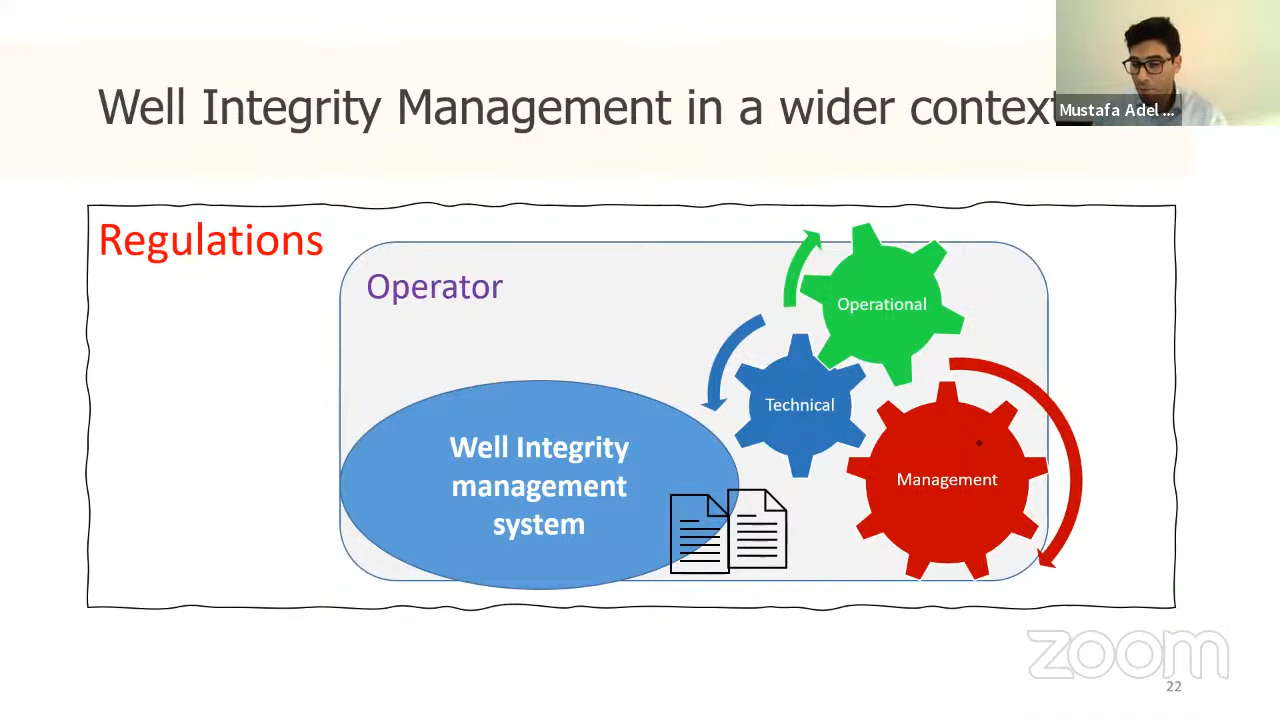 Well Integrity Management in a wider context
Mustafa Adel ...
Regulations
Operator
Operational
Technical
Management
Well Integrity
management
system
zoom
22